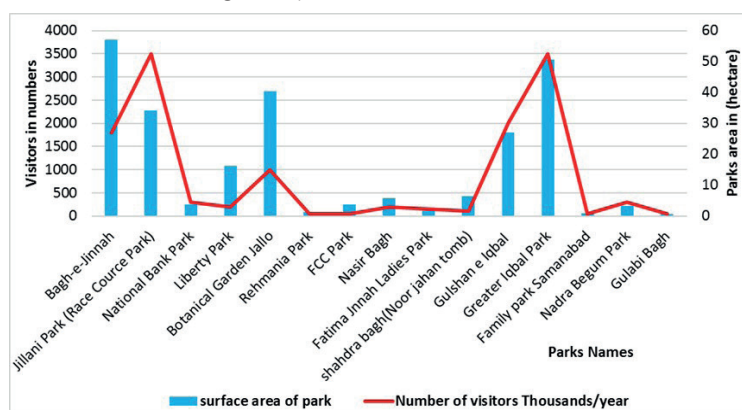 4000
3500
3000
2500
2000
1500
1000
500
0
Visitors in numbers
60
50
40
30
20
10
0
Parks area in (hectare)
Bagh-e-Jinnah
Jillani Park (Race Cource Park)
National Bank Park
Liberty Park
Botanical Garden Jallo
Rehmania Park
FCC Park
Nasir Bagh
Fatima Jnnah Ladies Park
shahdra bagh(Noor jahan tomb)
Gulshan e Iqbal
Greater Iqbal Park
Family park Samanabad
Nadra Begum Park
Gulabi Bagh
Parks Names
surface area of park
Number of visitors Thousands/year